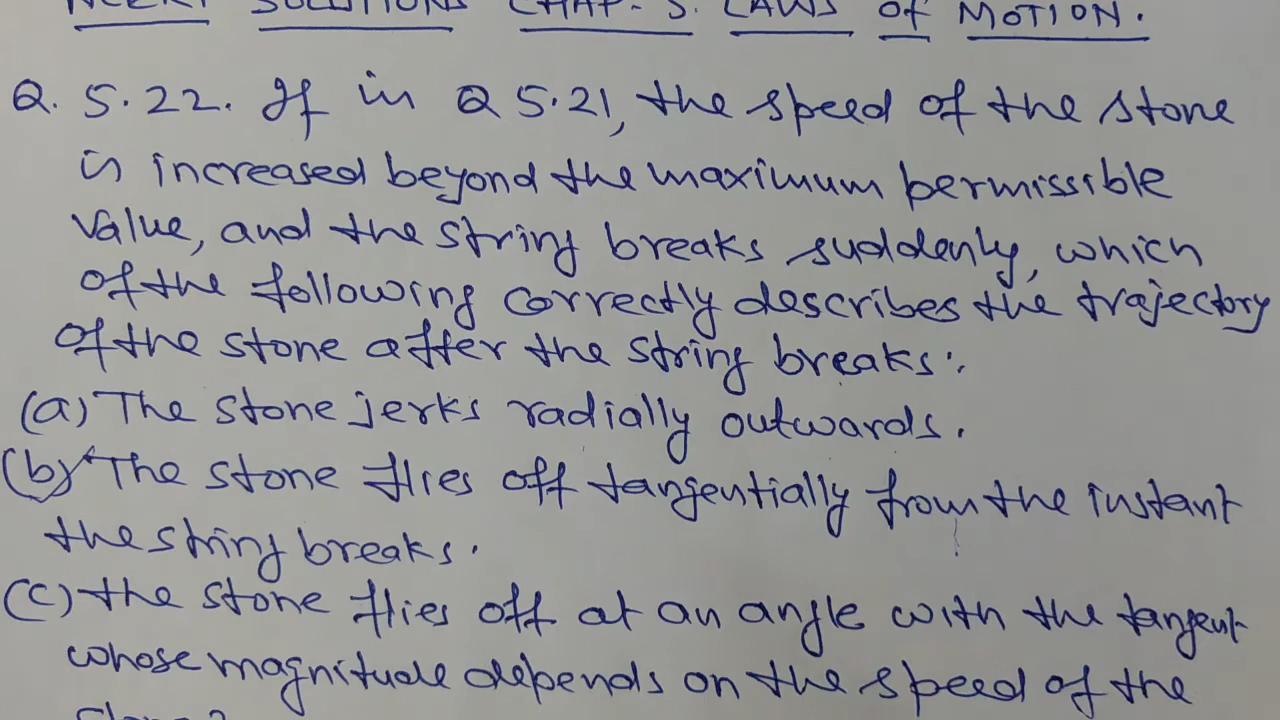 NCERT SOLUTIONS CHAP-5. LAWS OF MOTION.
Q. 5.22. If in Q 5.21, the speed of the stone
is increased beyond the maximum permissible
value, and the string breaks suddenly, which
of the following correctly describes the trajectory
of the stone after the string breaks:
(a) The stone jerks radially outwards.
(b) The stone flies off tangentially from the instant
the string breaks.
(c) the stone flies off at an angle with the tangent
whose magnitude depends on the speed of the